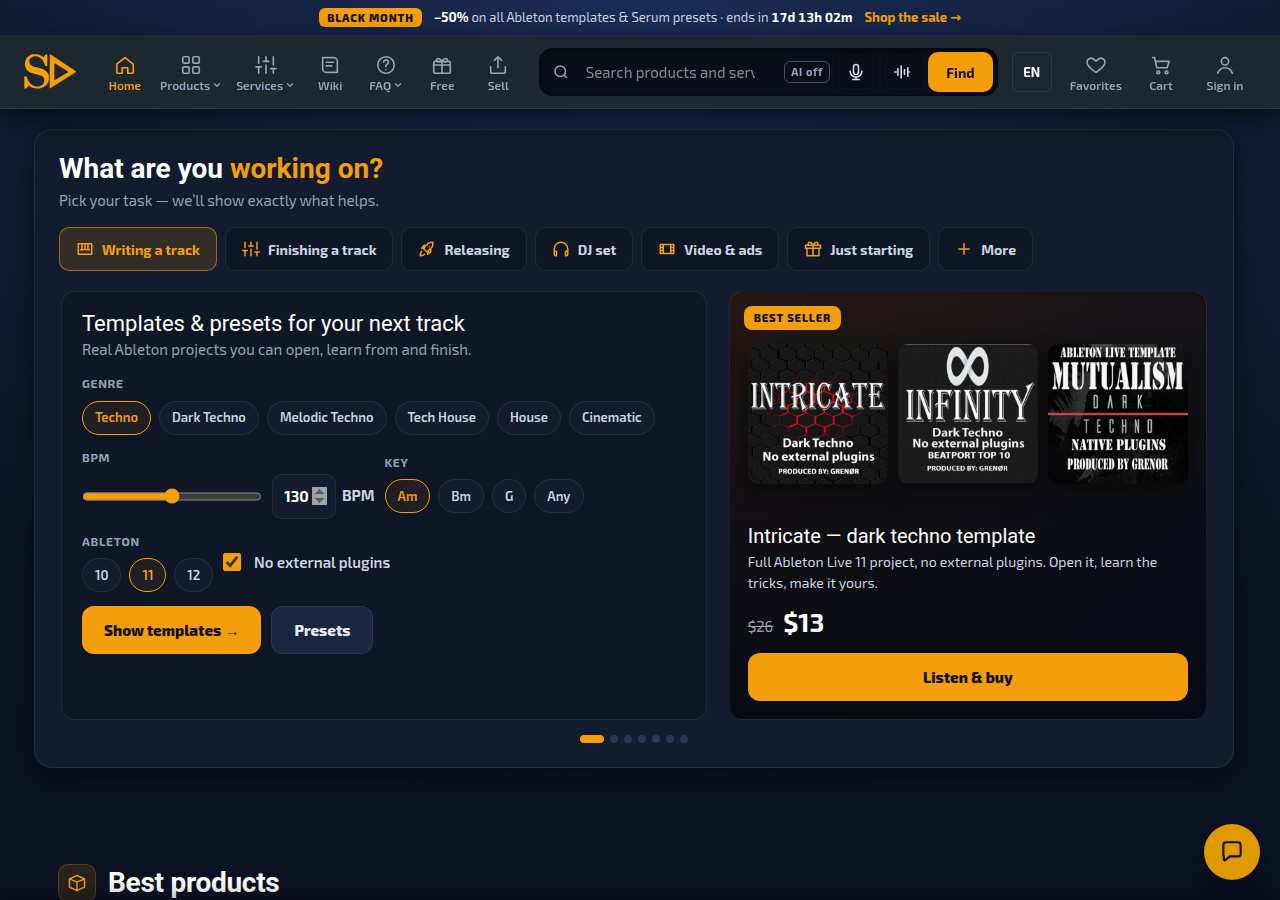 BLACK MONTH –50% on all Ableton templates & Serum presets · ends in 17d 13h 02m Shop the sale →
Home Products Services Wiki FAQ Free Sell Search products and serv AI off Find EN Favorites Cart Sign in
What are you working on?
Pick your task — we'll show exactly what helps.
Writing a track Finishing a track Releasing DJ set Video & ads Just starting More
Templates & presets for your next track
Real Ableton projects you can open, learn from and finish.
GENRE
Techno Dark Techno Melodic Techno Tech House House Cinematic
BPM
130 BPM
KEY
Am Bm G Any
ABLETON
10 11 12
No external plugins
Show templates → Presets
BEST SELLER
INTRICATE
Dark Techno
No external plugins
PRODUCED BY: GRENØR
INFINITY
Dark Techno
No external plugins
BEATPORT TOP 10
PRODUCED BY: GRENØR
ABLETON LIVE TEMPLATE
MUTUALISM
DARK
TECHNO
NATIVE PLUGINS
PRODUCED BY GRENOR
Intricate — dark techno template
Full Ableton Live 11 project, no external plugins. Open it, learn the
tricks, make it yours.
$26 $13
Listen & buy
Best products